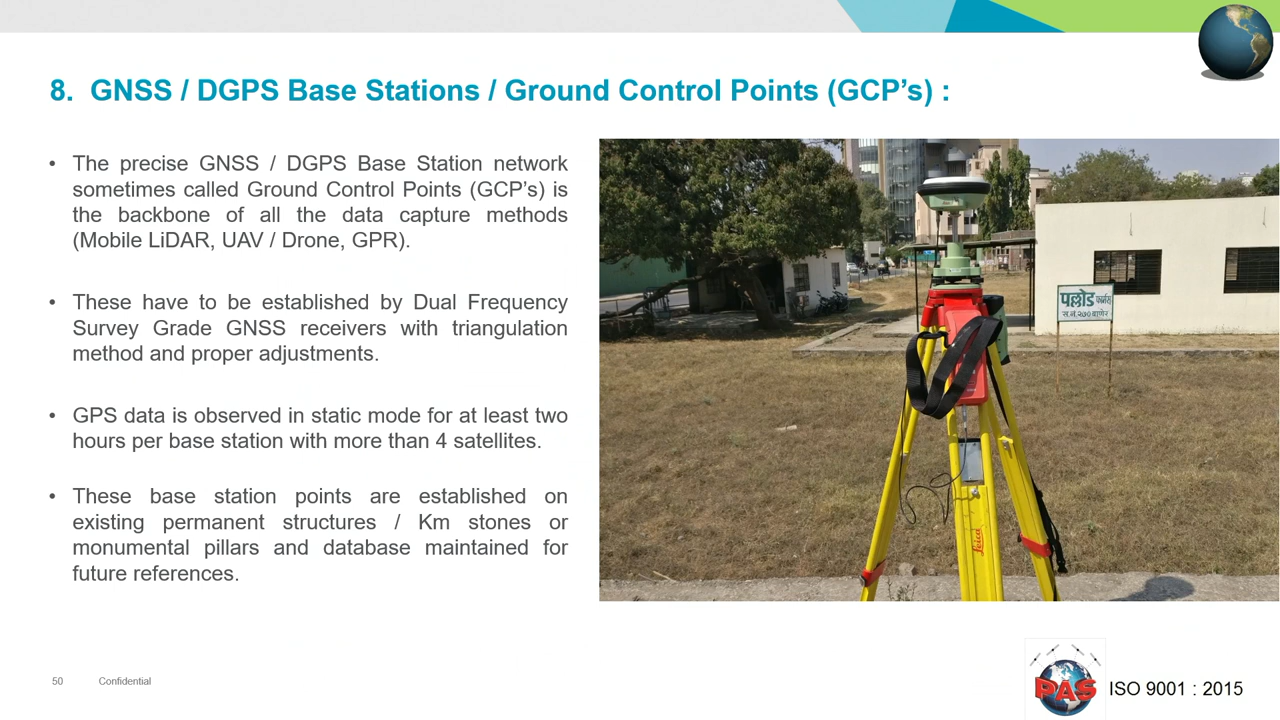 8. GNSS / DGPS Base Stations / Ground Control Points (GCP’s) :
• The precise GNSS / DGPS Base Station network
sometimes called Ground Control Points (GCP’s) is
the backbone of all the data capture methods
(Mobile LiDAR, UAV / Drone, GPR).
• These have to be established by Dual Frequency
Survey Grade GNSS receivers with triangulation
method and proper adjustments.
• GPS data is observed in static mode for at least two
hours per base station with more than 4 satellites.
• These base station points are established on
existing permanent structures / Km stones or
monumental pillars and database maintained for
future references.
पल्लोड फार्मस
स.नं.२७० बाणेर
Leica
50 Confidential
PAS
ISO 9001 : 2015